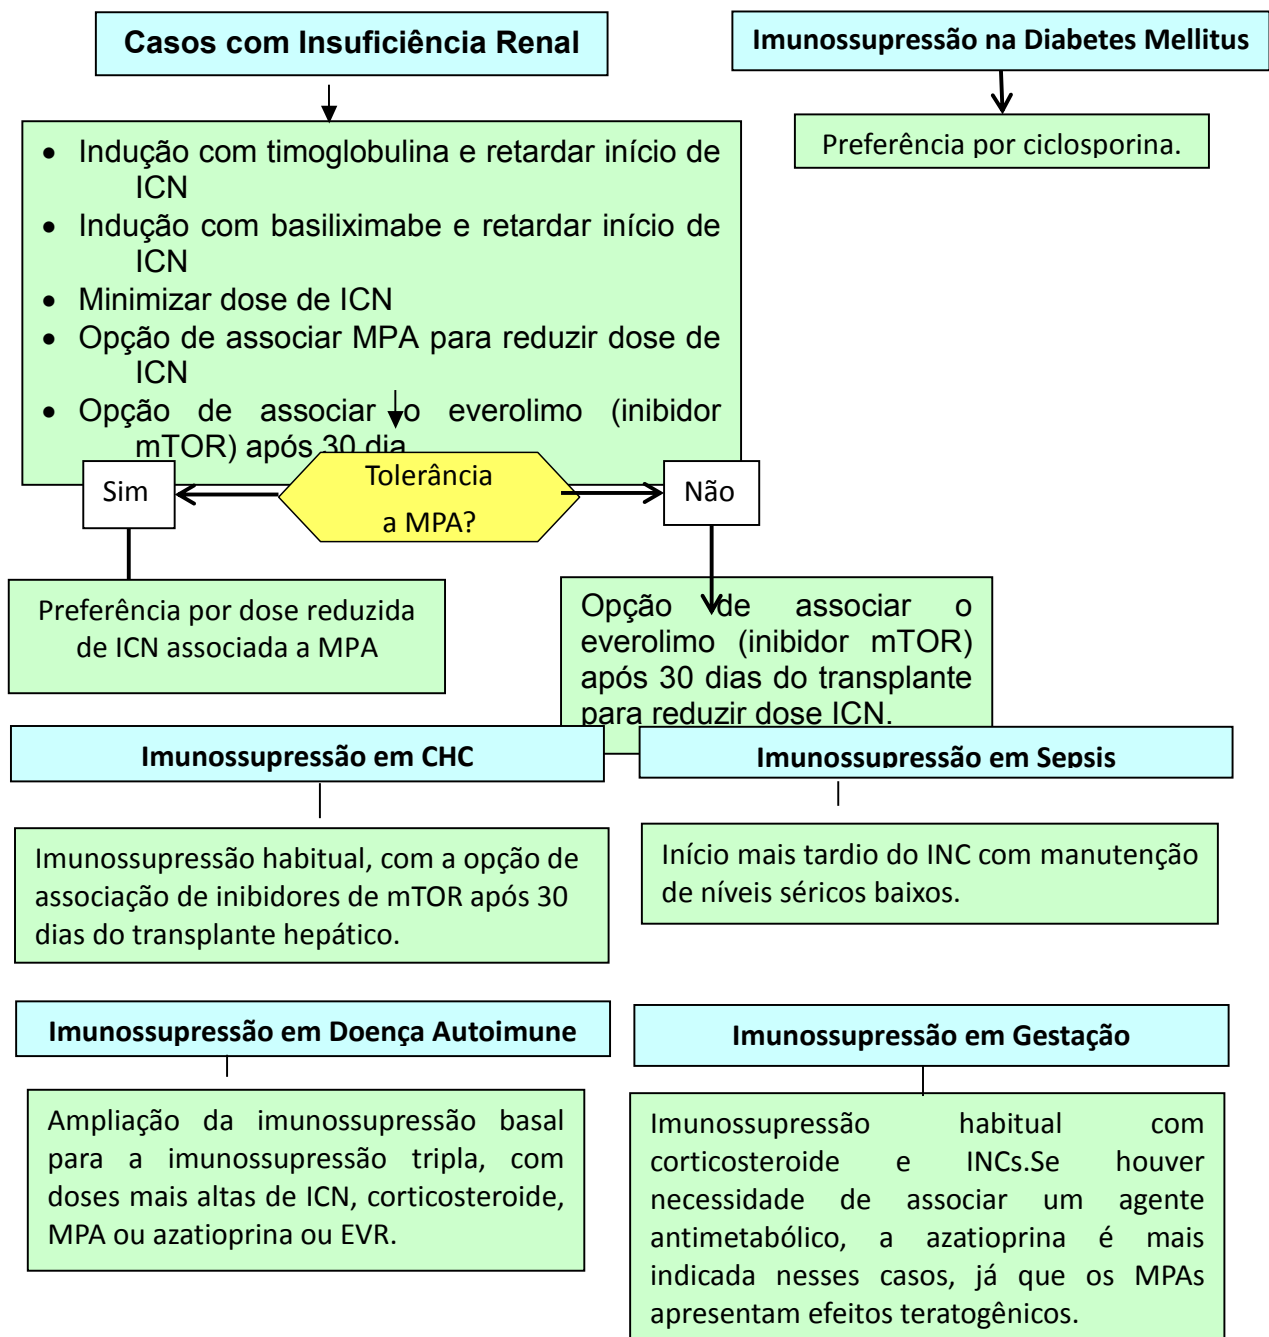 Casos com Insuficiência Renal
Imunossupressão na Diabetes Mellitus
Preferência por ciclosporina.
• Indução com timoglobulina e retardar início de
ICN
• Indução com basiliximabe e retardar início de
ICN
• Minimizar dose de ICN
• Opção de associar MPA para reduzir dose de
ICN
• Opção de associar o everolimo (inibidor
mTOR) após 30 dia
Tolerância
a MPA?
Sim
Não
Preferência por dose reduzida
de ICN associada a MPA
Opção de associar o
everolimo (inibidor mTOR)
após 30 dias do transplante
para reduzir dose ICN.
Imunossupressão em CHC
Imunossupressão em Sepsis
Imunossupressão habitual, com a opção de
associação de inibidores de mTOR após 30
dias do transplante hepático.
Início mais tardio do INC com manutenção
de níveis séricos baixos.
Imunossupressão em Doença Autoimune
Imunossupressão em Gestação
Ampliação da imunossupressão basal
para a imunossupressão tripla, com
doses mais altas de ICN, corticosteroide,
MPA ou azatioprina ou EVR.
Imunossupressão habitual com
corticosteroide e INCs.Se houver
necessidade de associar um agente
antimetabólico, a azatioprina é mais
indicada nesses casos, já que os MPAs
apresentam efeitos teratogênicos.